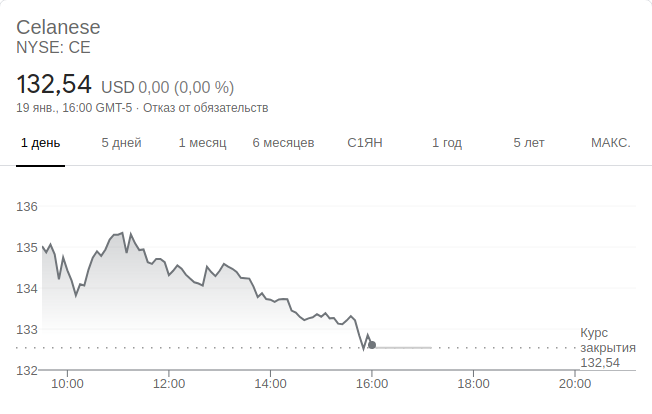 Celanese
NYSE: CE
132,54 USD 0,00 (0,00 %)
19 янв., 16:00 GMT-5 · Отказ от обязательств
1 день 5 дней 1 месяц 6 месяцев С1ЯН 1 год 5 лет МАКС.
136
135
134
133
Курс
закрытия
132,54
132
10:00 12:00 14:00 16:00 18:00 20:00